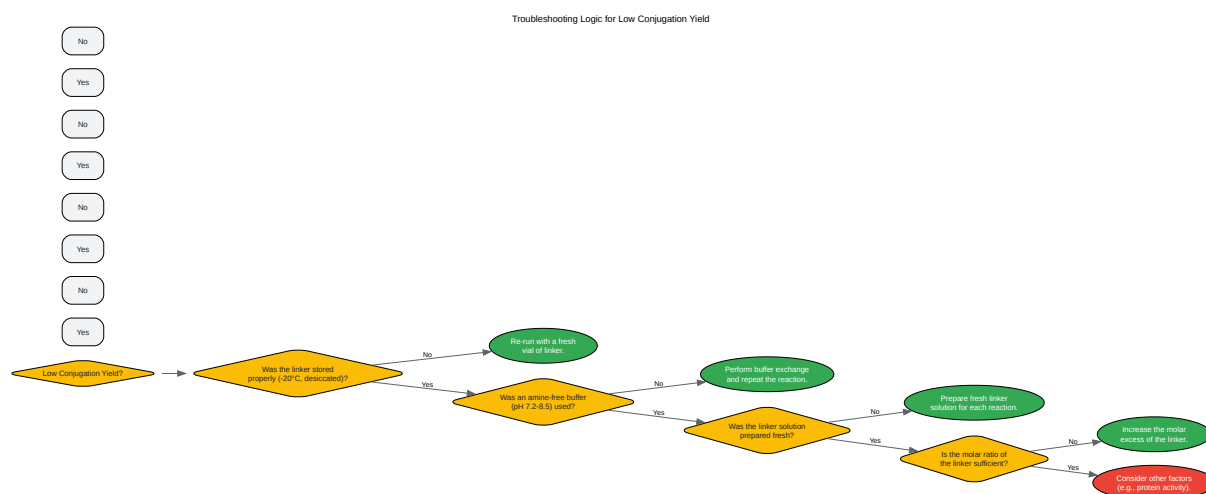 Troubleshooting Logic for Low Conjugation Yield
No
Yes
No
Yes
No
Yes
No
Yes
Low Conjugation Yield?
Was the linker stored
properly (-20°C, desiccated)?
No
Re-run with a fresh
vial of linker.
Yes
Was an amine-free buffer
(pH 7.2-8.5) used?
No
Perform buffer exchange
and repeat the reaction.
Yes
Was the linker solution
prepared fresh?
No
Prepare fresh linker
solution for each reaction.
Yes
Is the molar ratio of
the linker sufficient?
No
Increase the molar
excess of the linker.
Yes
Consider other factors
(e.g., protein activity).